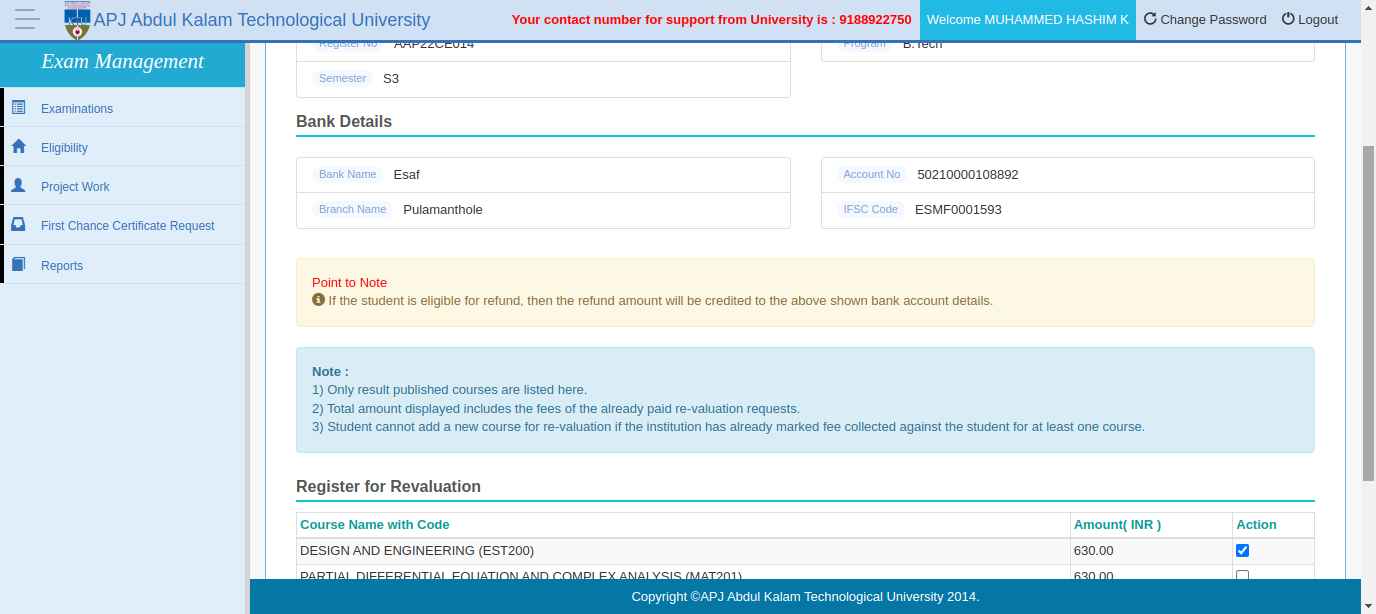 APJ Abdul Kalam Technological University
Your contact number for support from University is : 9188922750
Welcome MUHAMMED HASHIM K
Change Password
Logout
Exam Management
Examinations
Eligibility
Project Work
First Chance Certificate Request
Reports
Register No AAP22CE014
Program B.Tech
Semester S3
Bank Details
Bank Name Esaf
Account No 50210000108892
Branch Name Pulamanthole
IFSC Code ESMF0001593
Point to Note
If the student is eligible for refund, then the refund amount will be credited to the above shown bank account details.
Note :
1) Only result published courses are listed here.
2) Total amount displayed includes the fees of the already paid re-valuation requests.
3) Student cannot add a new course for re-valuation if the institution has already marked fee collected against the student for at least one course.
Register for Revaluation
Course Name with Code Amount( INR ) Action
DESIGN AND ENGINEERING (EST200) 630.00
PARTIAL DIFFERENTIAL EQUATION AND COMPLEX ANALYSIS (MAT201) 630.00
Copyright ©APJ Abdul Kalam Technological University 2014.